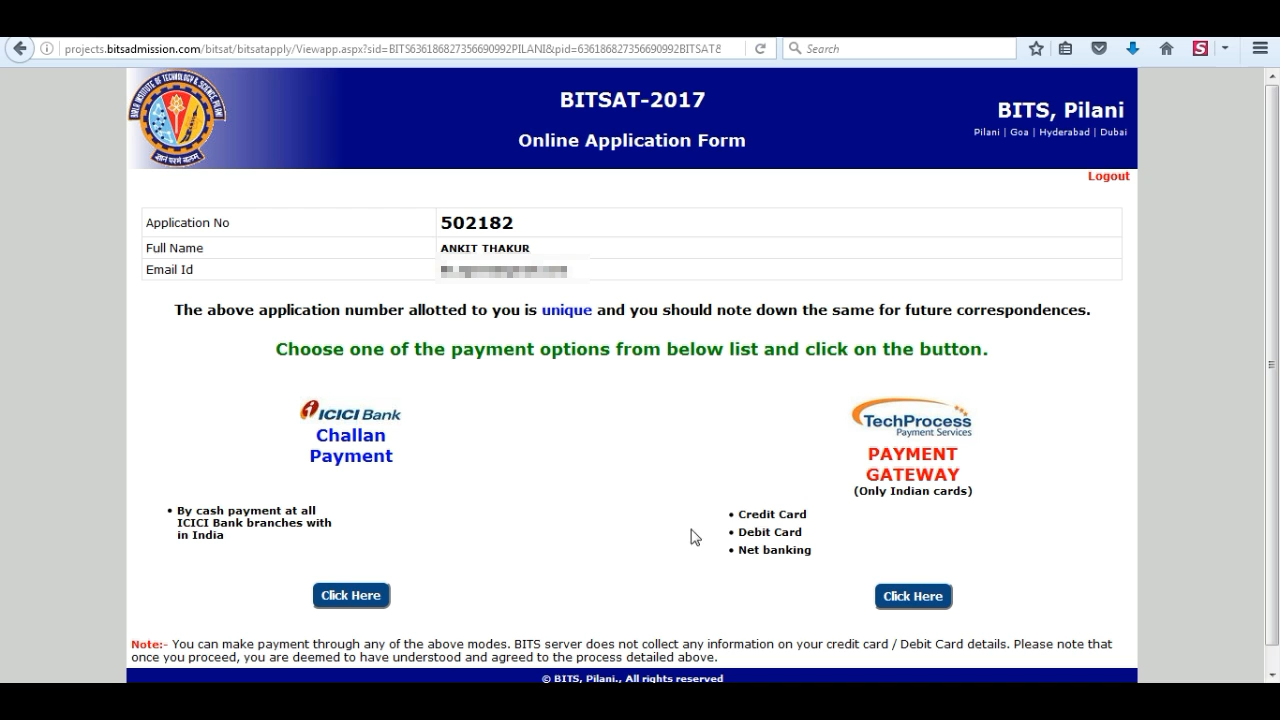 projects.bitsadmission.com/bitsat/bitsatapply/Viewapp.aspx?sid=BITS636186827356690992PILANI&pid=636186827356690992BITSAT&
Search
S
BITSAT-2017
Online Application Form
BITS, Pilani
Pilani | Goa | Hyderabad | Dubai
Logout
Application No 502182
Full Name ANKIT THAKUR
Email Id
The above application number allotted to you is unique and you should note down the same for future correspondences.
Choose one of the payment options from below list and click on the button.
ICICI Bank
Challan
Payment
• By cash payment at all
ICICI Bank branches with
in India
Click Here
TechProcess
Payment Services
PAYMENT
GATEWAY
(Only Indian cards)
• Credit Card
• Debit Card
• Net banking
Click Here
Note:- You can make payment through any of the above modes. BITS server does not collect any information on your credit card / Debit Card details. Please note that
once you proceed, you are deemed to have understood and agreed to the process detailed above.
© BITS, Pilani., All rights reserved